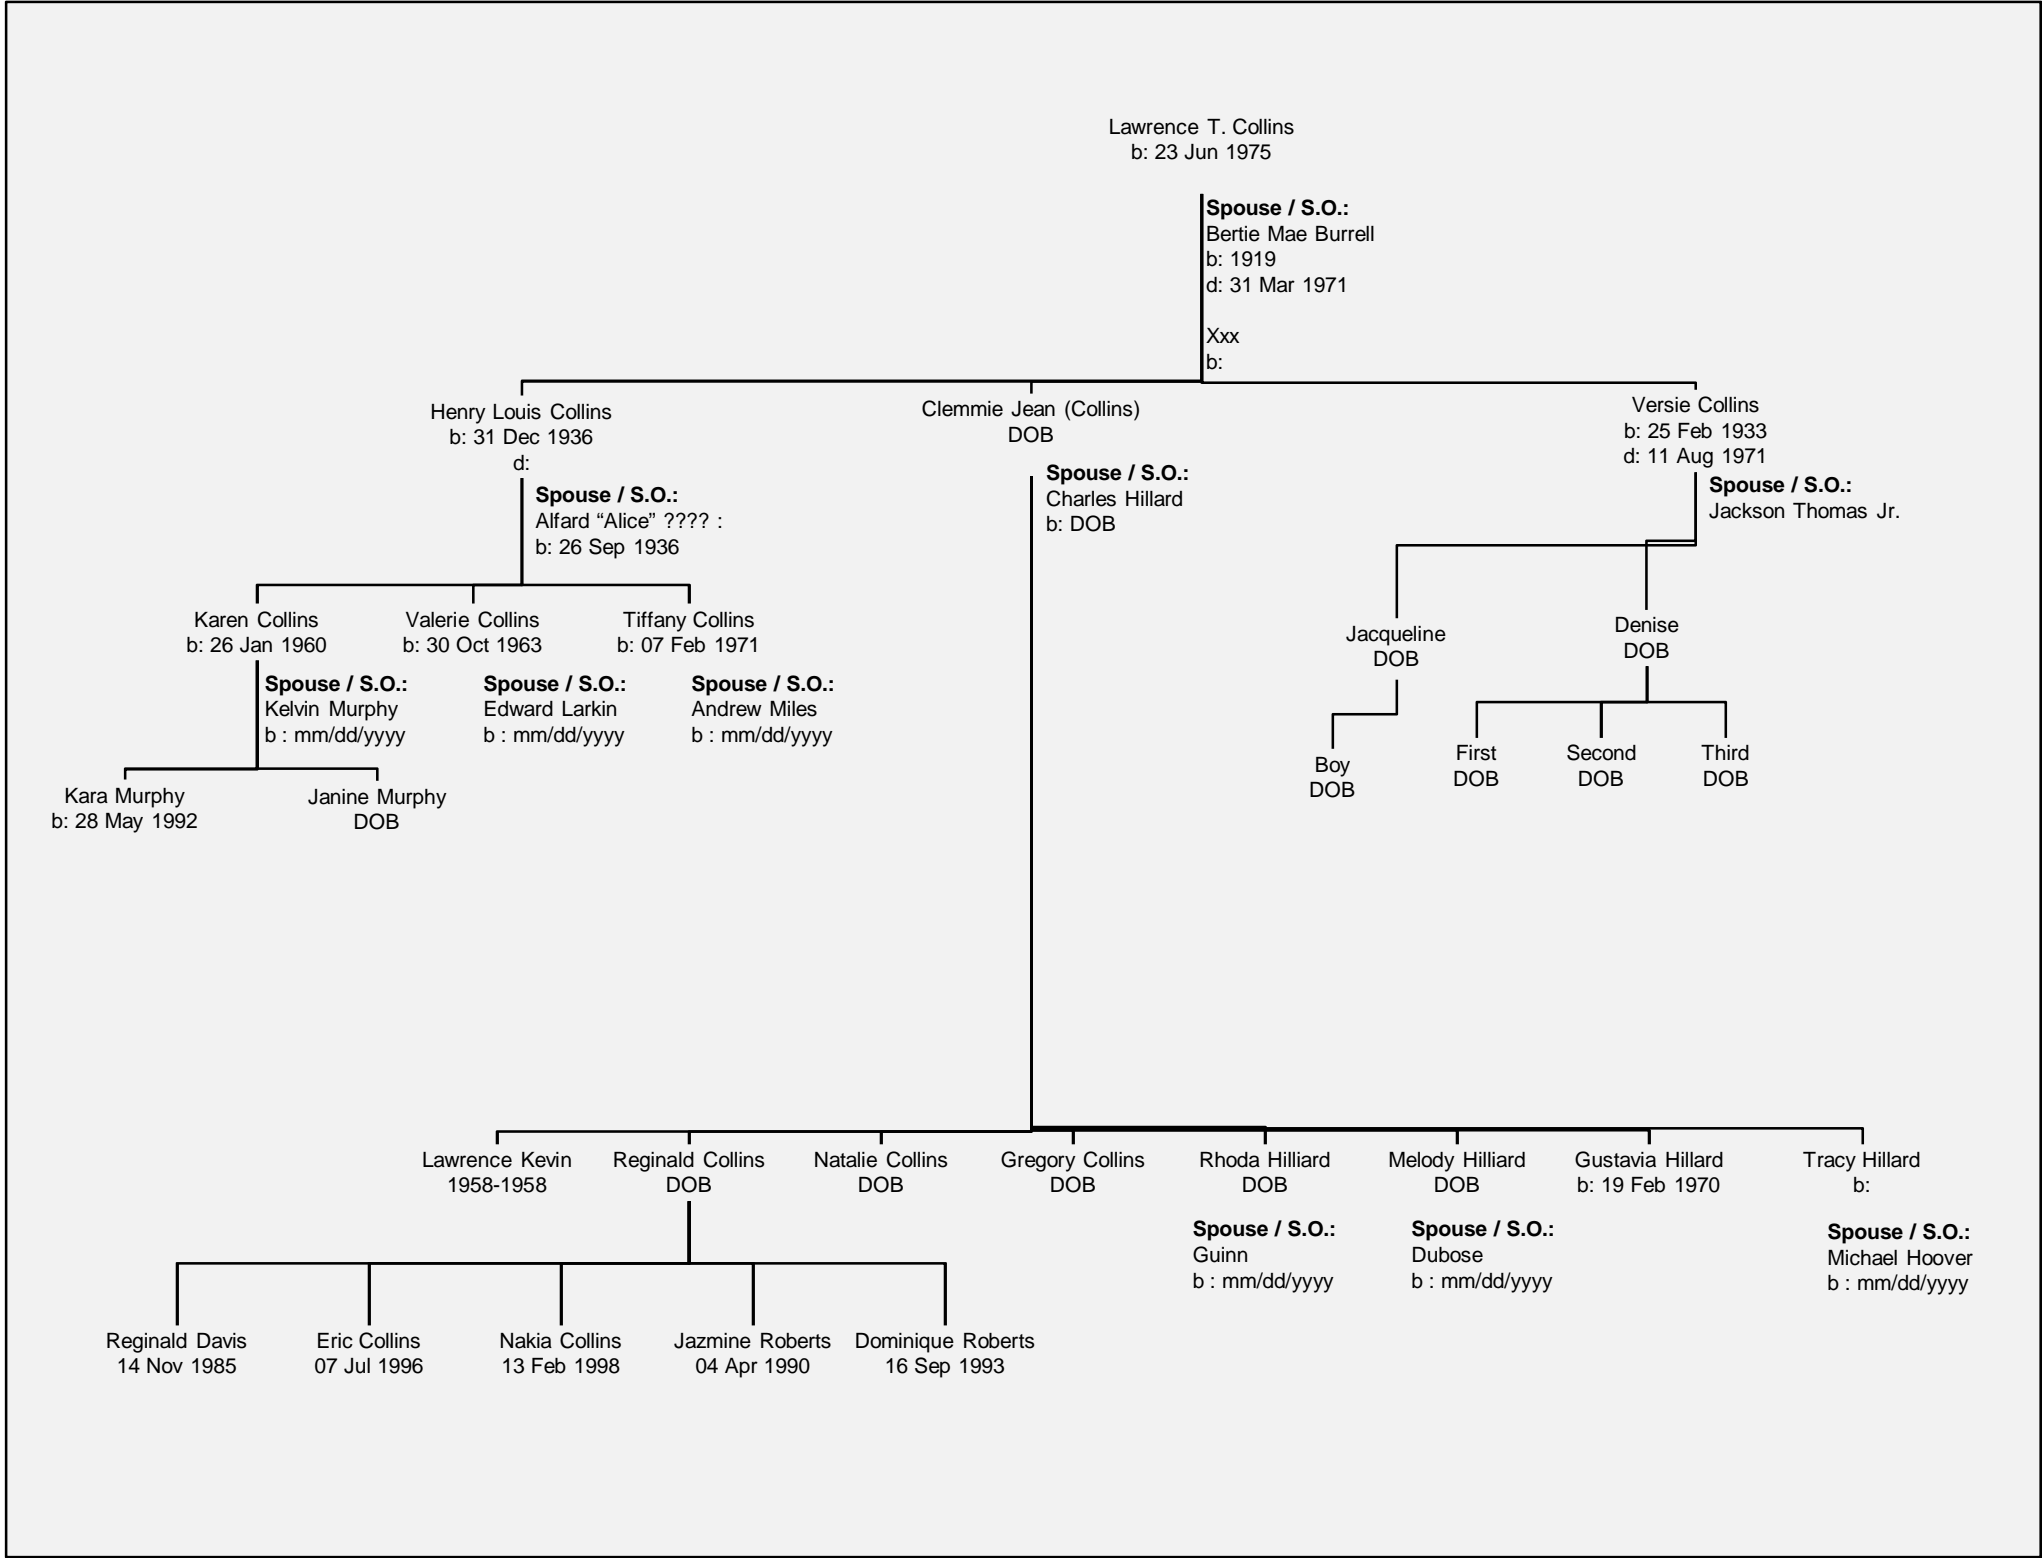 Lawrence T. Collins
b: 23 Jun 1975
Spouse / S.O.:
Bertie Mae Burrell
b: 1919
d: 31 Mar 1971
Xxx
b:
Henry Louis Collins
b: 31 Dec 1936
d:
Spouse / S.O.:
Alfard “Alice” ???? :
b: 26 Sep 1936
Clemmie Jean (Collins)
DOB
Spouse / S.O.:
Charles Hillard
b: DOB
Versie Collins
b: 25 Feb 1933
d: 11 Aug 1971
Spouse / S.O.:
Jackson Thomas Jr.
Karen Collins
b: 26 Jan 1960
Spouse / S.O.:
Kelvin Murphy
b : mm/dd/yyyy
Valerie Collins
b: 30 Oct 1963
Spouse / S.O.:
Edward Larkin
b : mm/dd/yyyy
Tiffany Collins
b: 07 Feb 1971
Spouse / S.O.:
Andrew Miles
b : mm/dd/yyyy
Jacqueline
DOB
Denise
DOB
Boy
DOB
First
DOB
Second
DOB
Third
DOB
Kara Murphy
b: 28 May 1992
Janine Murphy
DOB
Lawrence Kevin
1958-1958
Reginald Collins
DOB
Natalie Collins
DOB
Gregory Collins
DOB
Rhoda Hilliard
DOB
Spouse / S.O.:
Guinn
b : mm/dd/yyyy
Melody Hilliard
DOB
Spouse / S.O.:
Dubose
b : mm/dd/yyyy
Gustavia Hillard
b: 19 Feb 1970
Tracy Hillard
b:
Spouse / S.O.:
Michael Hoover
b : mm/dd/yyyy
Reginald Davis
14 Nov 1985
Eric Collins
07 Jul 1996
Nakia Collins
13 Feb 1998
Jazmine Roberts
04 Apr 1990
Dominique Roberts
16 Sep 1993